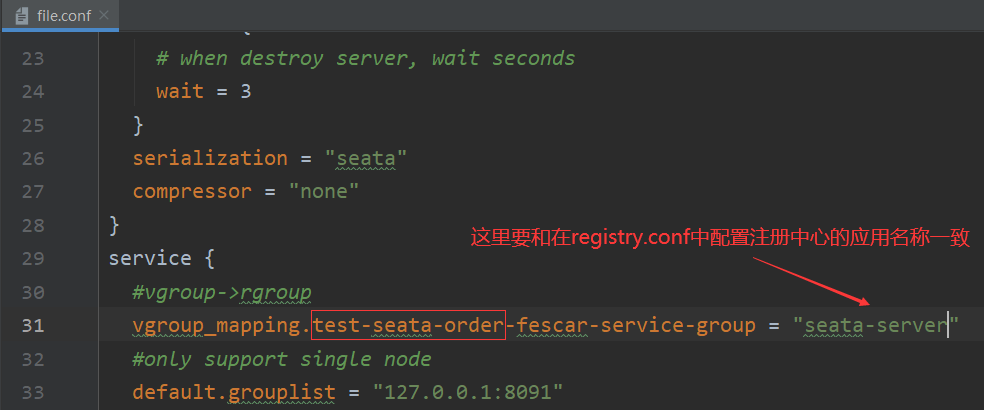 file.conf
23 # when destroy server, wait seconds
24 wait = 3
25 }
26 serialization = "seata"
27 compressor = "none"
28 }
这里要和在registry.conf中配置注册中心的应用名称一致
29 service {
30 #vgroup->rgroup
31 vgroup_mapping.test-seata-order-fescar-service-group = "seata-server"
32 #only support single node
33 default.grouplist = "127.0.0.1:8091"